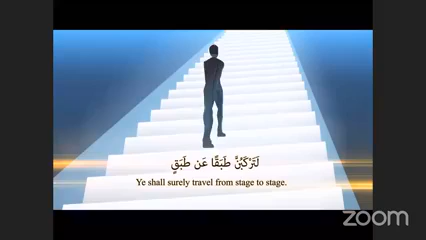 لَتَرْكَبُنَّ طَبَقًا عَن طَبَقٍ
Ye shall surely travel from stage to stage.
zoom